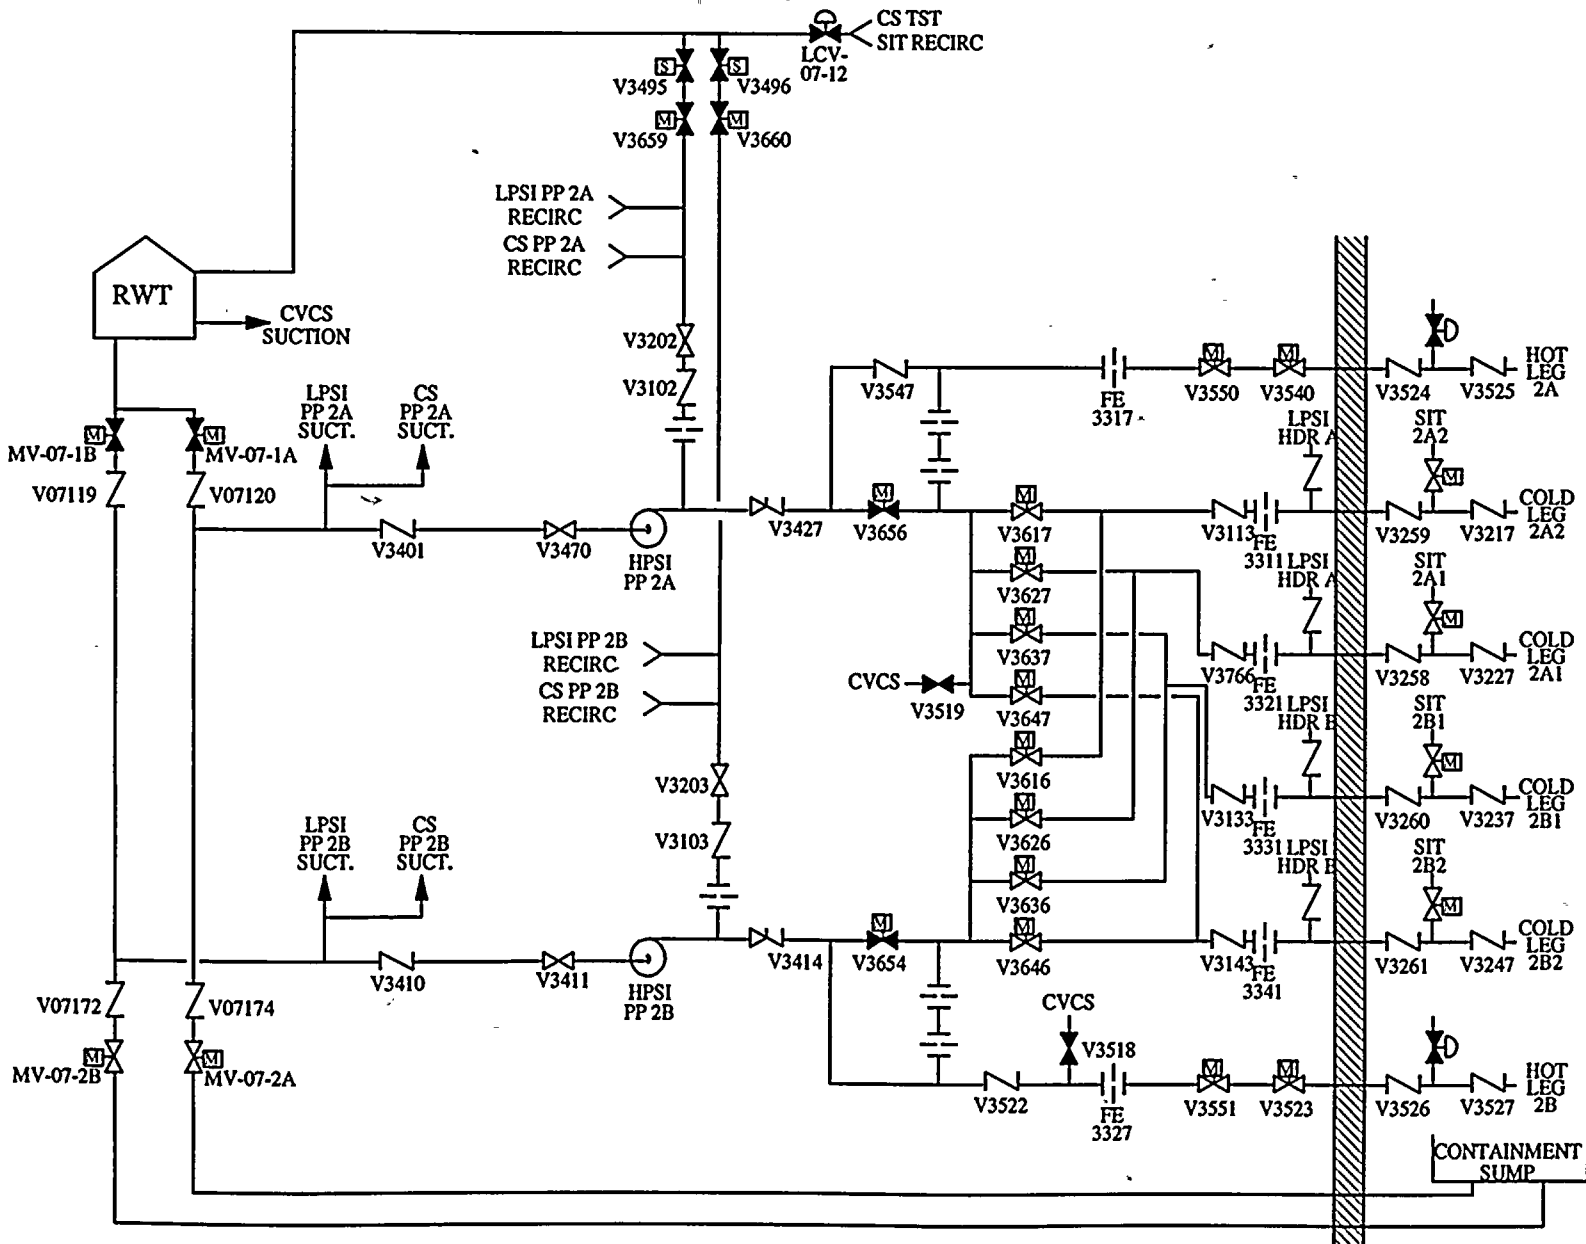 CS TST
SIT RECIRC
LCV-
07-12
S
S
V3495
V3496
M
M
V3659
V3660
LPSI PP 2A
RECIRC
CS PP 2A
RECIRC
RWT
CVCS
SUCTION
V3202
V3102
LPSI
PP 2A
SUCT.
CS
PP 2A
SUCT.
M
M
MV-07-1B
MV-07-1A
V07119
V07120
V3401
V3470
HPSI
PP 2A
V3427
V3547
FE
3317
M
M
V3550
V3540
V3524
V3525
HOT
LEG
2A
M
V3656
M
V3617
M
V3627
M
V3637
M
V3647
M
V3616
M
V3626
M
V3636
M
V3646
CVCS
V3519
LPSI
HDR A
SIT
2A2
M
V3113
FE
3311
V3259
V3217
COLD
LEG
2A2
LPSI
HDR A
SIT
2A1
M
V3766
FE
3321
V3258
V3227
COLD
LEG
2A1
LPSI
HDR B
SIT
2B1
M
V3133
FE
3331
V3260
V3237
COLD
LEG
2B1
LPSI
HDR B
SIT
2B2
M
V3143
FE
3341
V3261
V3247
COLD
LEG
2B2
LPSI PP 2B
RECIRC
CS PP 2B
RECIRC
V3203
V3103
LPSI
PP 2B
SUCT.
CS
PP 2B
SUCT.
V3410
V3411
HPSI
PP 2B
V3414
M
V3654
V07172
V07174
M
M
MV-07-2B
MV-07-2A
CVCS
V3518
V3522
FE
3327
M
M
V3551
V3523
V3526
V3527
HOT
LEG
2B
CONTAINMENT
SUMP